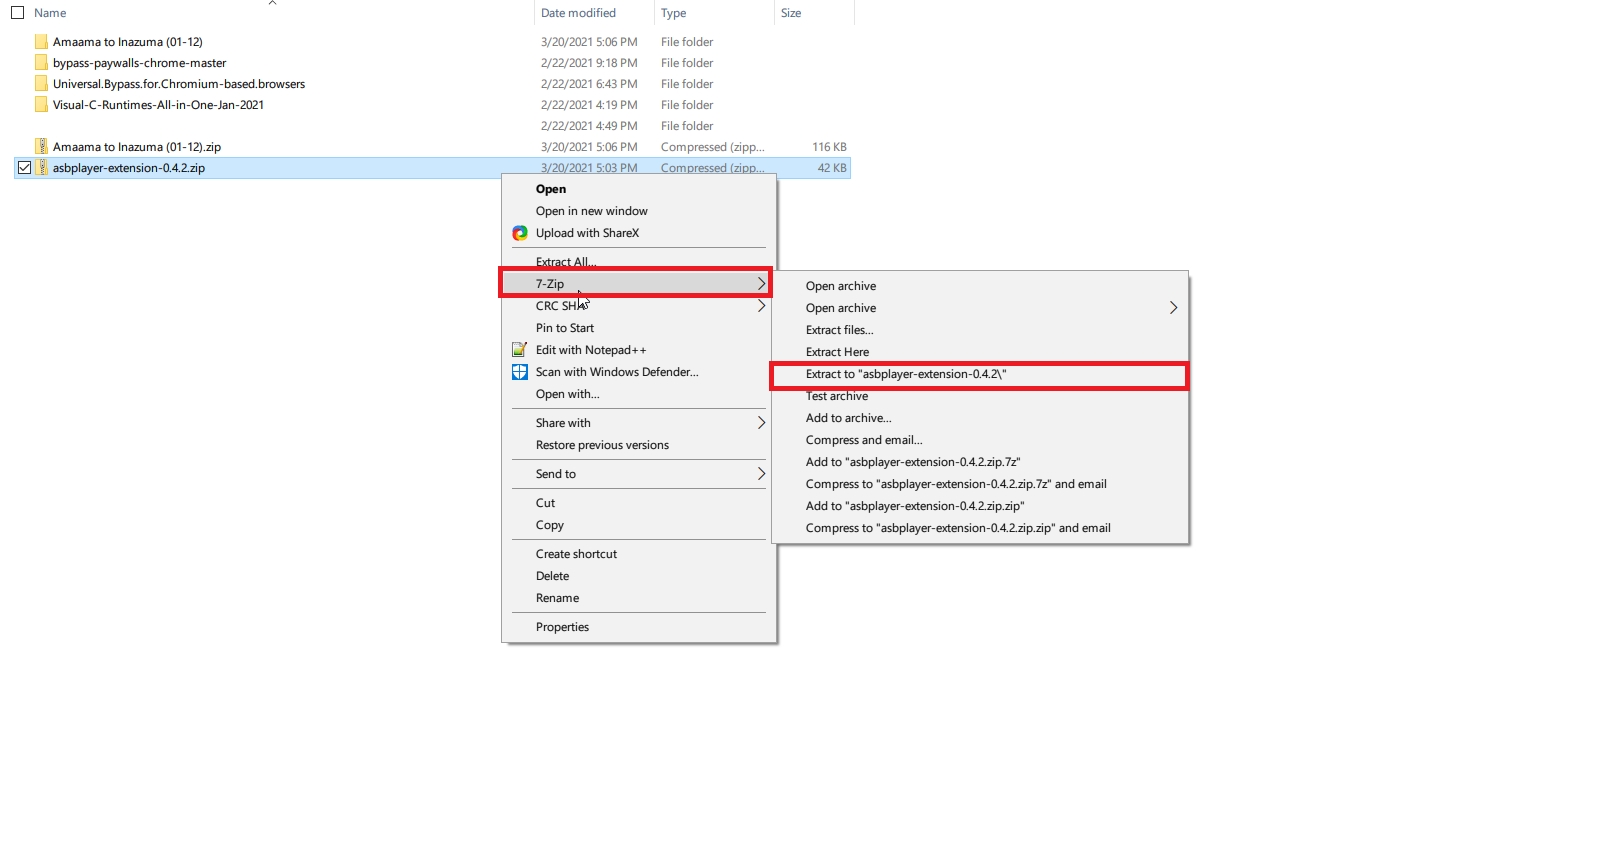 Name Date modified Type Size
Amaama to Inazuma (01-12) 3/20/2021 5:06 PM File folder
bypass-paywalls-chrome-master 2/22/2021 9:18 PM File folder
Universal.Bypass.for.Chromium-based.browsers 2/22/2021 6:43 PM File folder
Visual-C-Runtimes-All-in-One-Jan-2021 2/22/2021 4:19 PM File folder
2/22/2021 4:49 PM File folder
Amaama to Inazuma (01-12).zip 3/20/2021 5:06 PM Compressed (zipp... 116 KB
asbplayer-extension-0.4.2.zip 3/20/2021 5:03 PM Compressed (zipp... 42 KB
Open
Open in new window
Upload with ShareX
Extract All...
7-Zip
CRC SHA
Pin to Start
Edit with Notepad++
Scan with Windows Defender...
Open with...
Share with
Restore previous versions
Send to
Cut
Copy
Create shortcut
Delete
Rename
Properties
Open archive
Open archive
Extract files...
Extract Here
Extract to "asbplayer-extension-0.4.2\"
Test archive
Add to archive...
Compress and email...
Add to "asbplayer-extension-0.4.2.zip.7z"
Compress to "asbplayer-extension-0.4.2.zip.7z" and email
Add to "asbplayer-extension-0.4.2.zip.zip"
Compress to "asbplayer-extension-0.4.2.zip.zip" and email